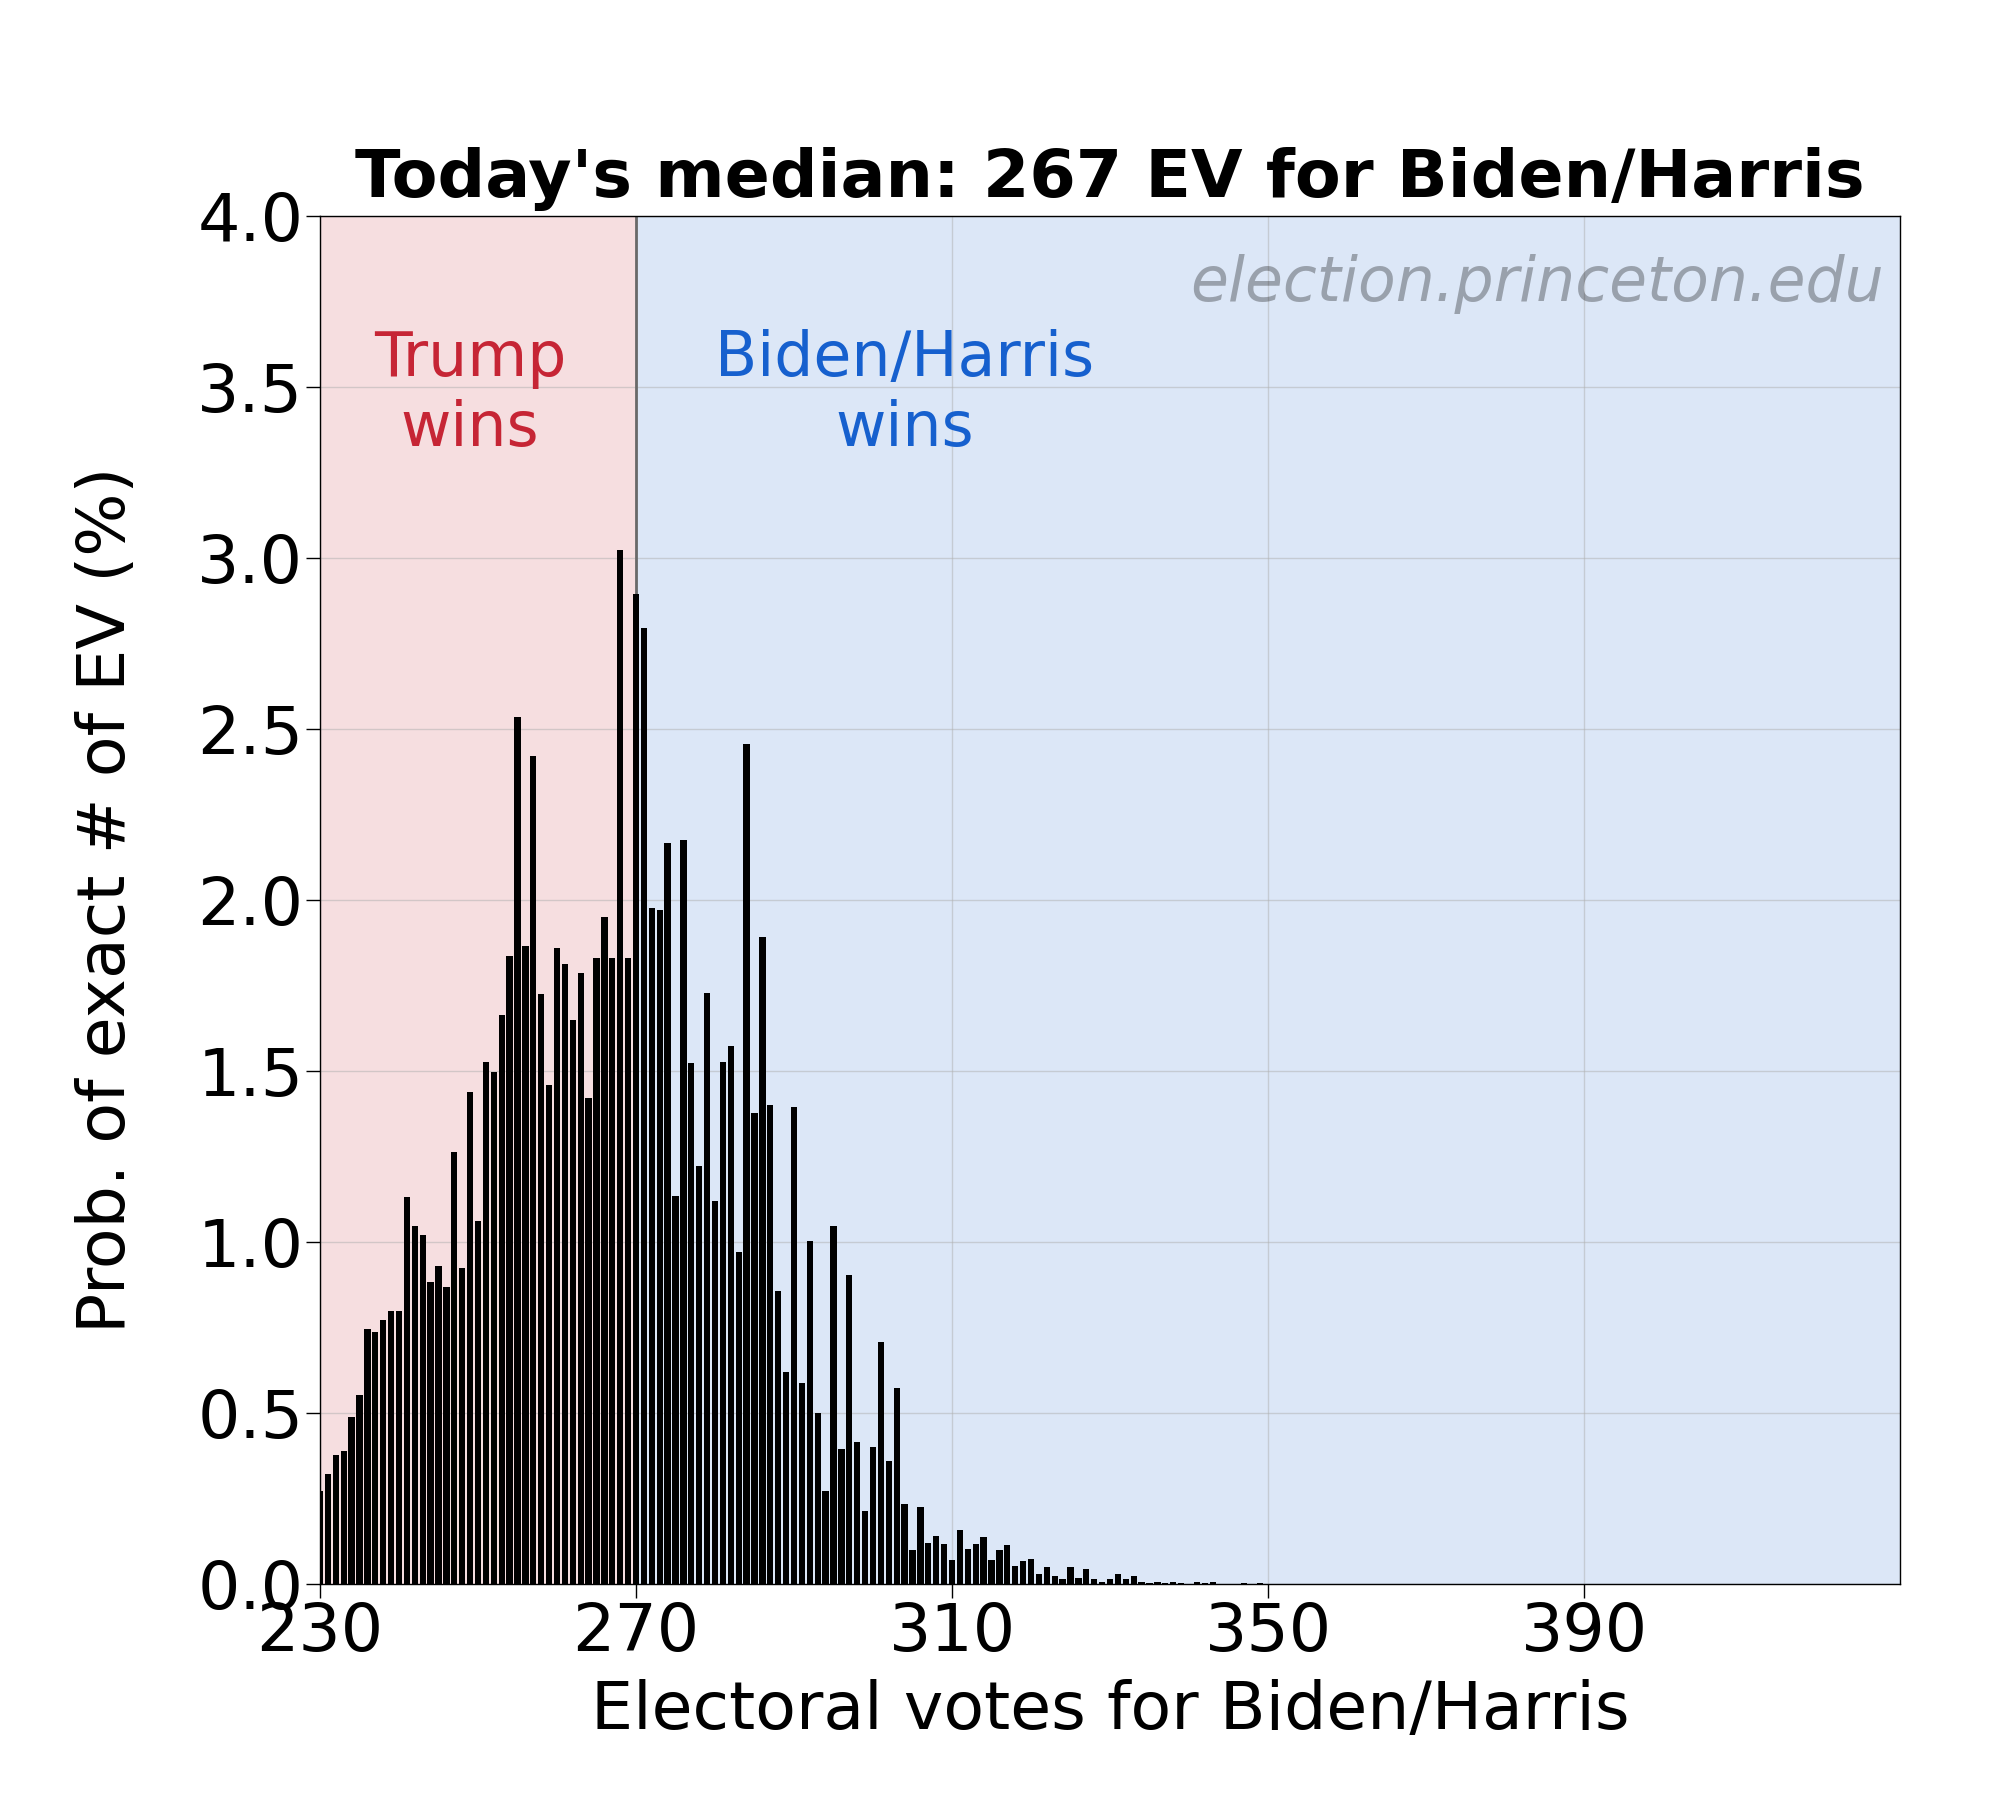 Today's median: 267 EV for Biden/Harris
election.princeton.edu
Trump
wins
Biden/Harris
wins
Prob. of exact # of EV (%)
4.0
3.5
3.0
2.5
2.0
1.5
1.0
0.5
0.0
230 270 310 350 390
Electoral votes for Biden/Harris